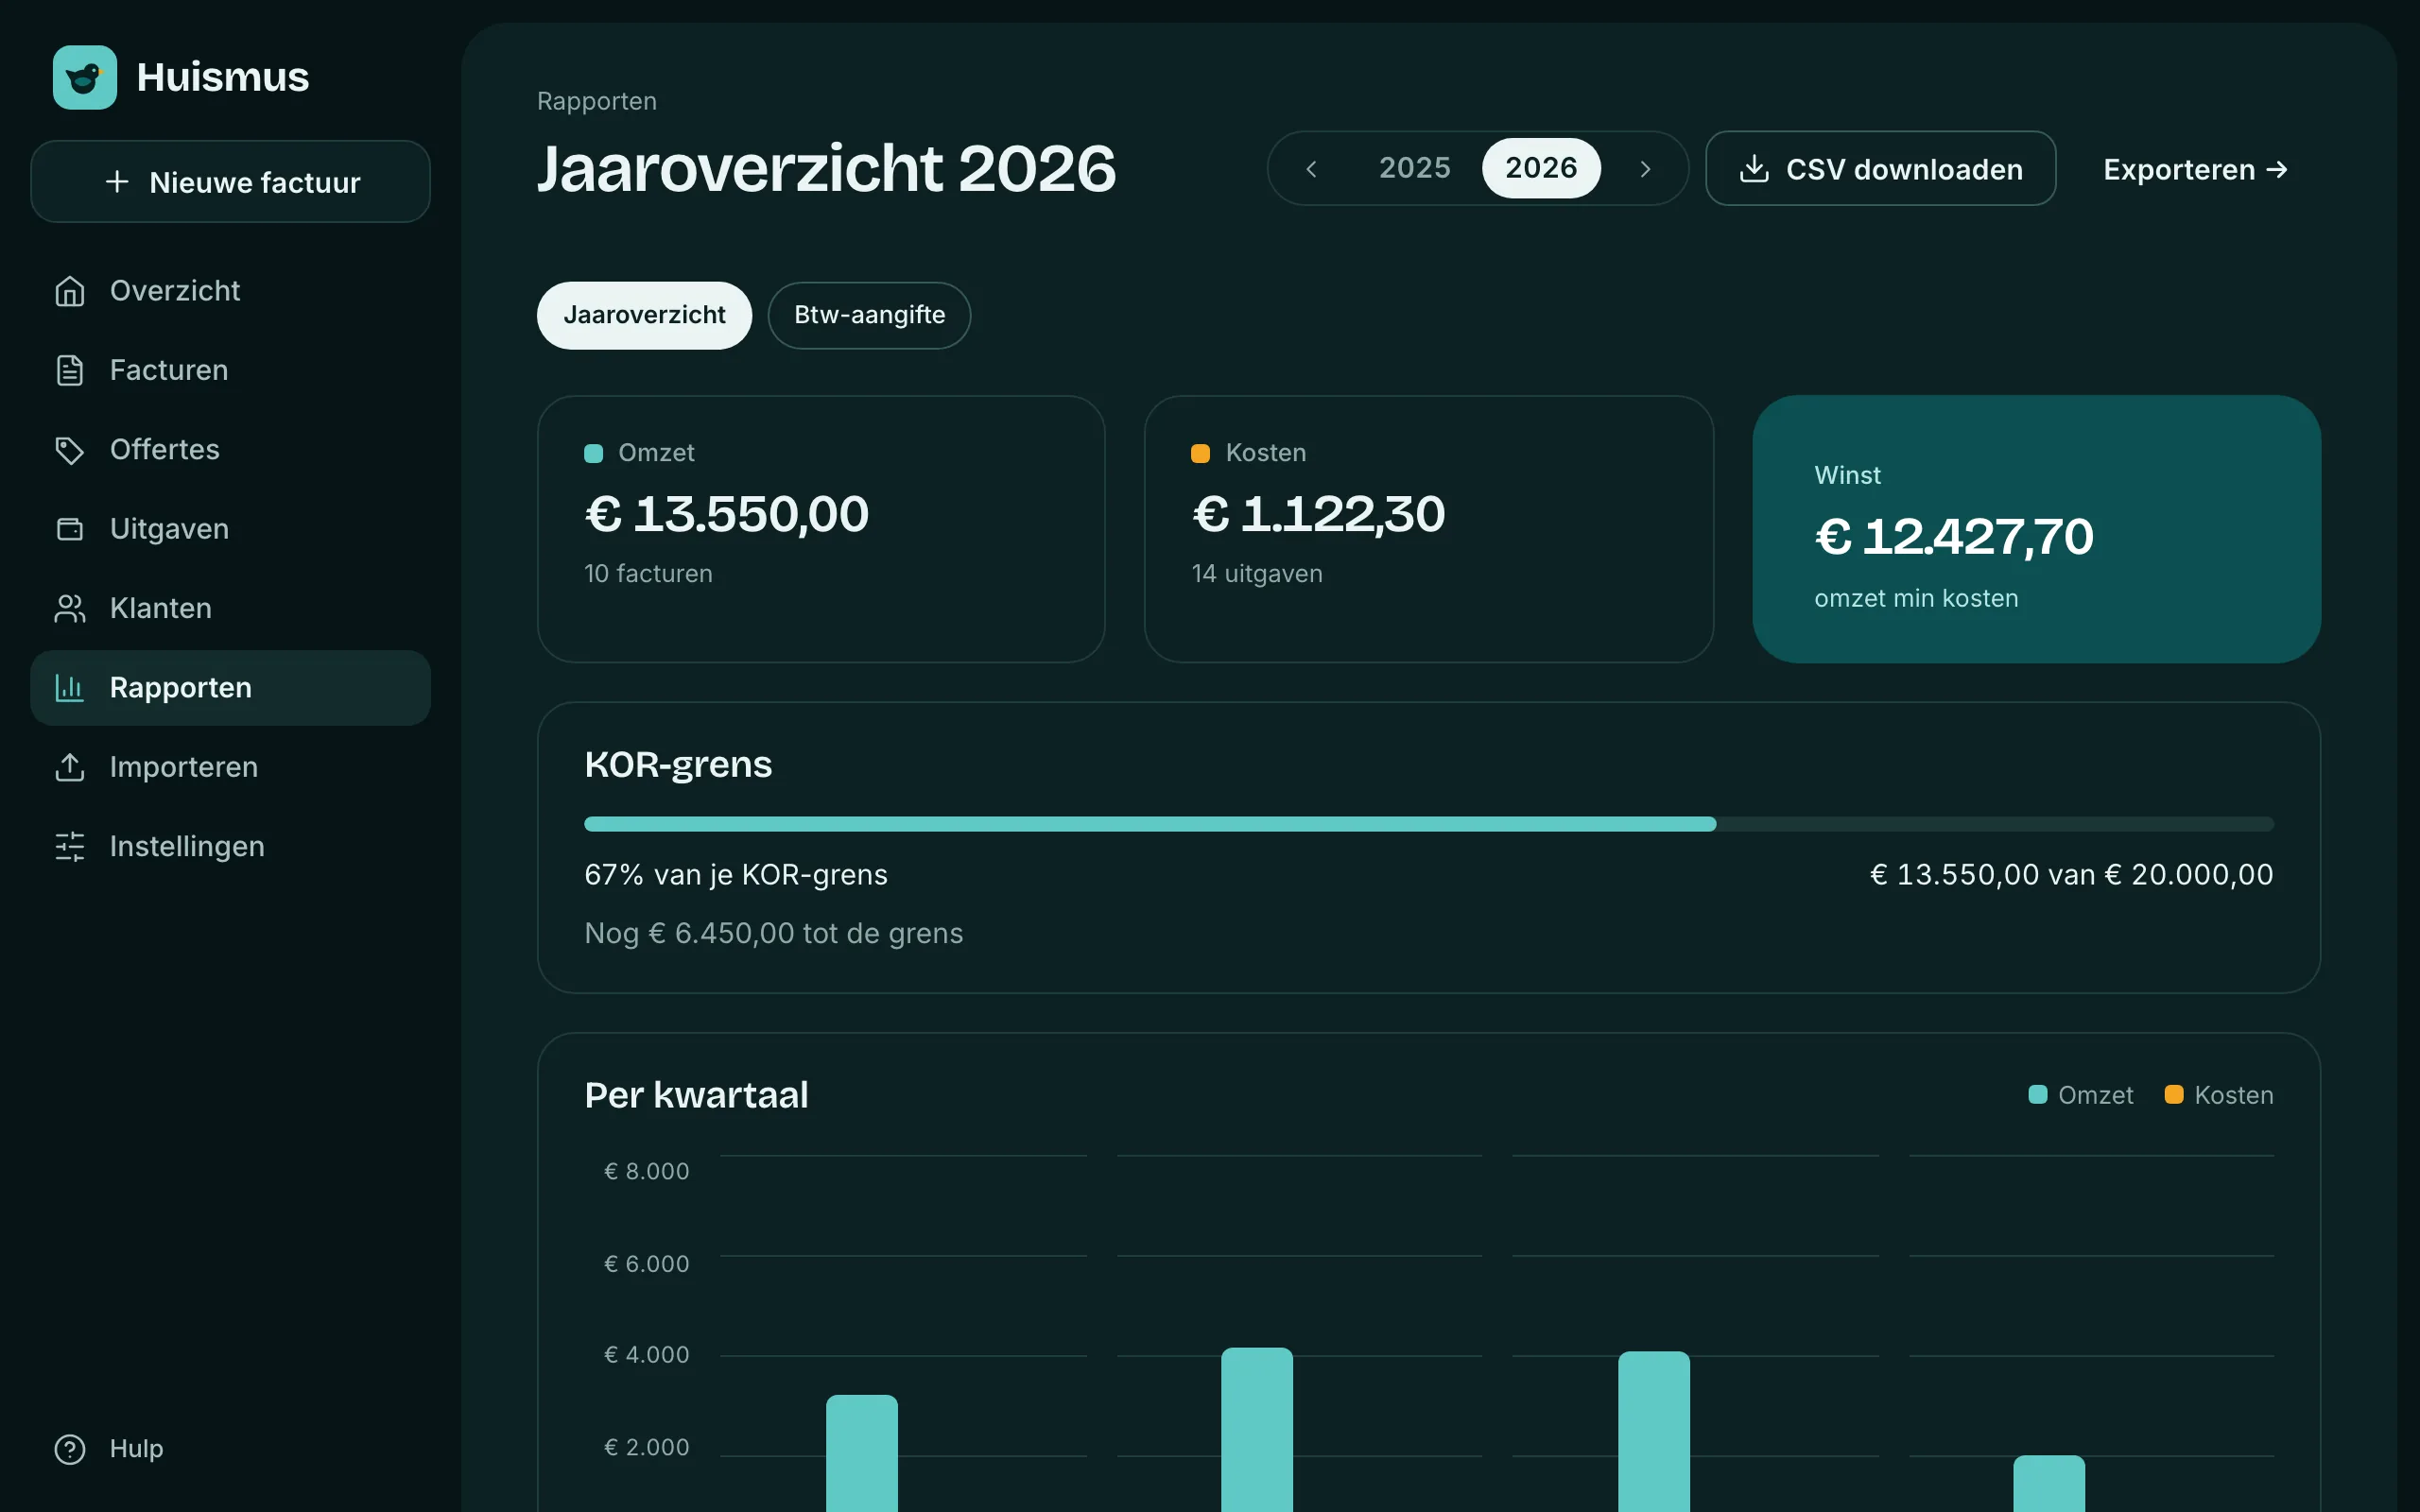 Huismus
Nieuwe factuur
Overzicht
Facturen
Offertes
Uitgaven
Klanten
Rapporten
Importeren
Instellingen
Hulp
Rapporten
Jaaroverzicht 2026
2025 2026
CSV downloaden
Exporteren →
Jaaroverzicht
Btw-aangifte
Omzet
€ 13.550,00
10 facturen
Kosten
€ 1.122,30
14 uitgaven
Winst
€ 12.427,70
omzet min kosten
KOR-grens
67% van je KOR-grens
€ 13.550,00 van € 20.000,00
Nog € 6.450,00 tot de grens
Per kwartaal
Omzet Kosten
€ 8.000
€ 6.000
€ 4.000
€ 2.000